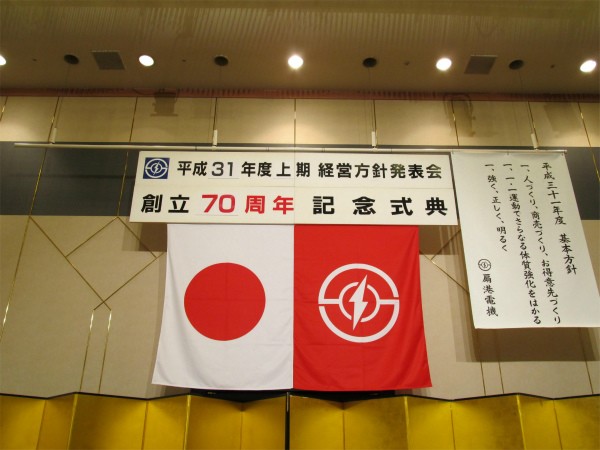 平成31年度上期 経営方針発表会
創立70周年 記念式典
平成三十一年度 基本方針
一、人づくり、商売づくり、お得意先づくり
一、一・一運動でさらなる体質強化をはかる
一、強く、正しく、明るく
扇港電機